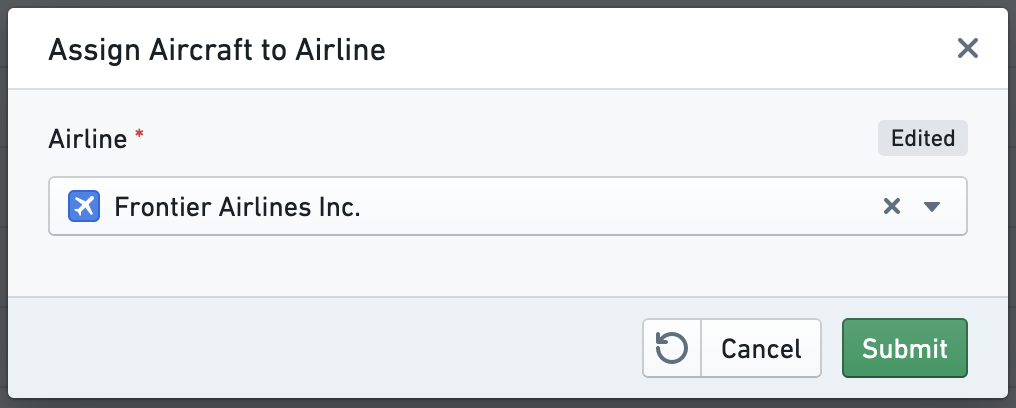 Assign Aircraft to Airline
Airline *
Edited
Frontier Airlines Inc.
Cancel
Submit